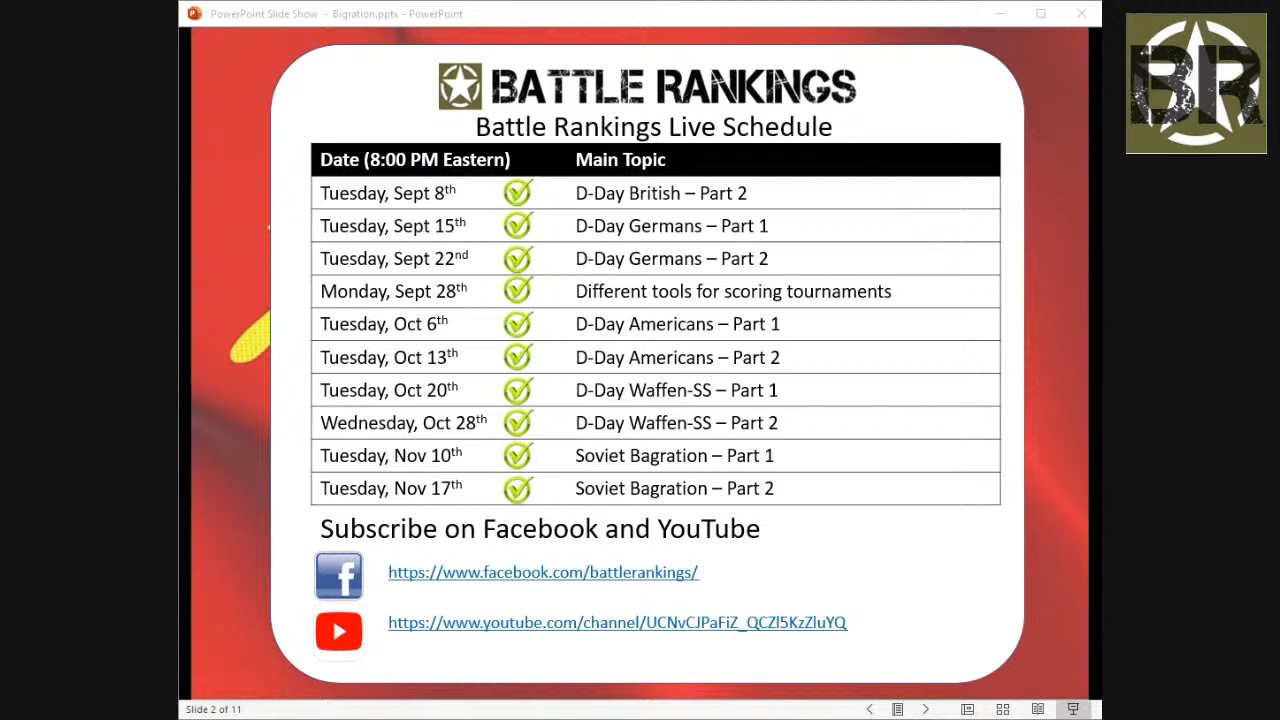 PowerPoint Slide Show - Bigration.pptx - PowerPoint
BR
BATTLE RANKINGS
Battle Rankings Live Schedule
Date (8:00 PM Eastern) Main Topic
Tuesday, Sept 8th D-Day British – Part 2
Tuesday, Sept 15th D-Day Germans – Part 1
Tuesday, Sept 22nd D-Day Germans – Part 2
Monday, Sept 28th Different tools for scoring tournaments
Tuesday, Oct 6th D-Day Americans – Part 1
Tuesday, Oct 13th D-Day Americans – Part 2
Tuesday, Oct 20th D-Day Waffen-SS – Part 1
Wednesday, Oct 28th D-Day Waffen-SS – Part 2
Tuesday, Nov 10th Soviet Bagration – Part 1
Tuesday, Nov 17th Soviet Bagration – Part 2
Subscribe on Facebook and YouTube
https://www.facebook.com/battlerankings/
https://www.youtube.com/channel/UCNvCJPaFiZ_QCZl5KzZluYQ
Slide 2 of 11